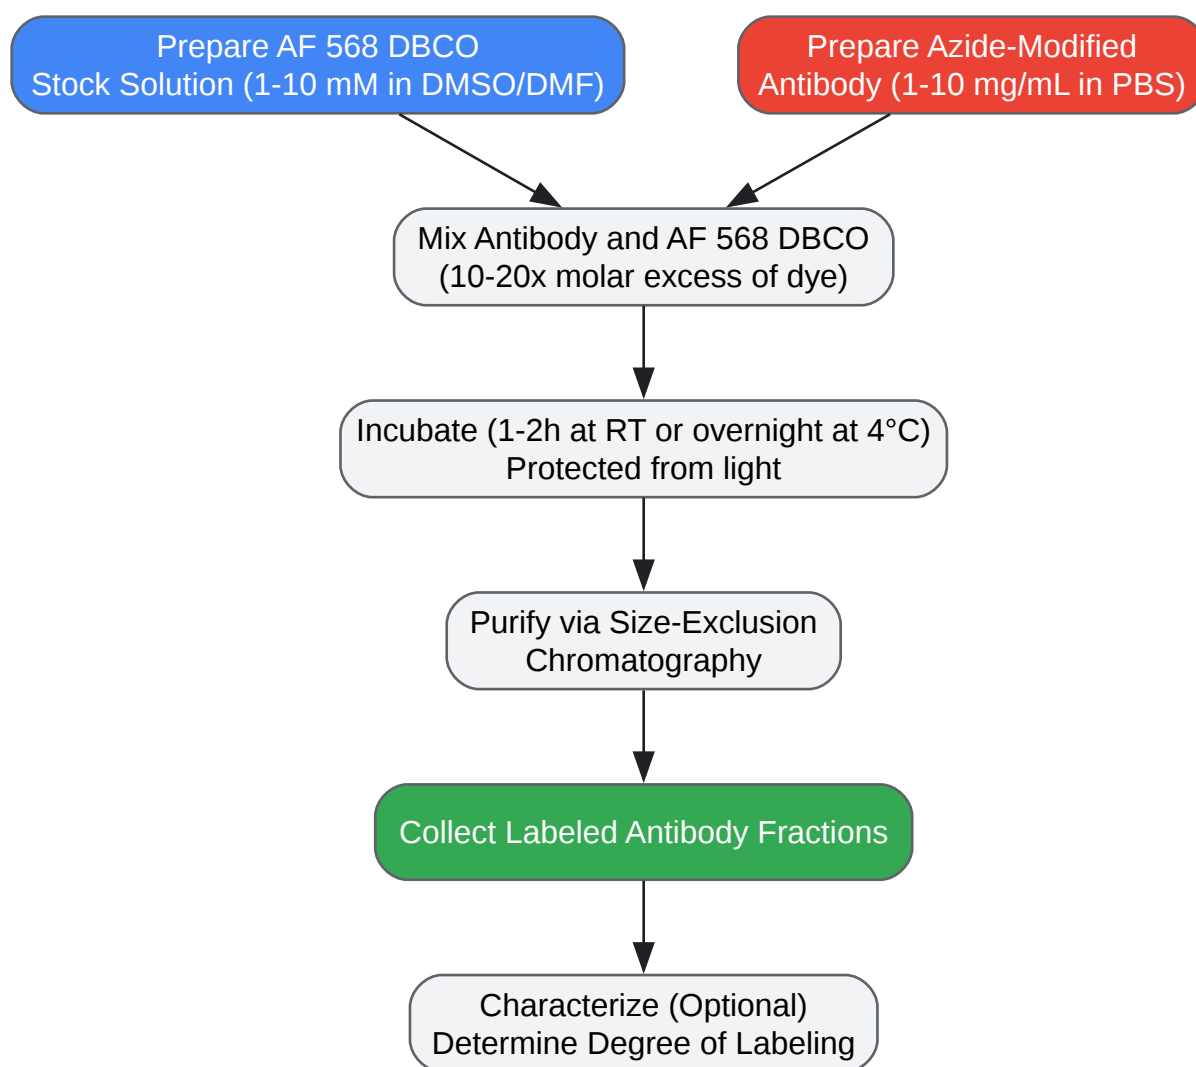 Prepare AF 568 DBCO
Stock Solution (1-10 mM in DMSO/DMF)
Prepare Azide-Modified
Antibody (1-10 mg/mL in PBS)
Mix Antibody and AF 568 DBCO
(10-20x molar excess of dye)
Incubate (1-2h at RT or overnight at 4°C)
Protected from light
Purify via Size-Exclusion
Chromatography
Collect Labeled Antibody Fractions
Characterize (Optional)
Determine Degree of Labeling